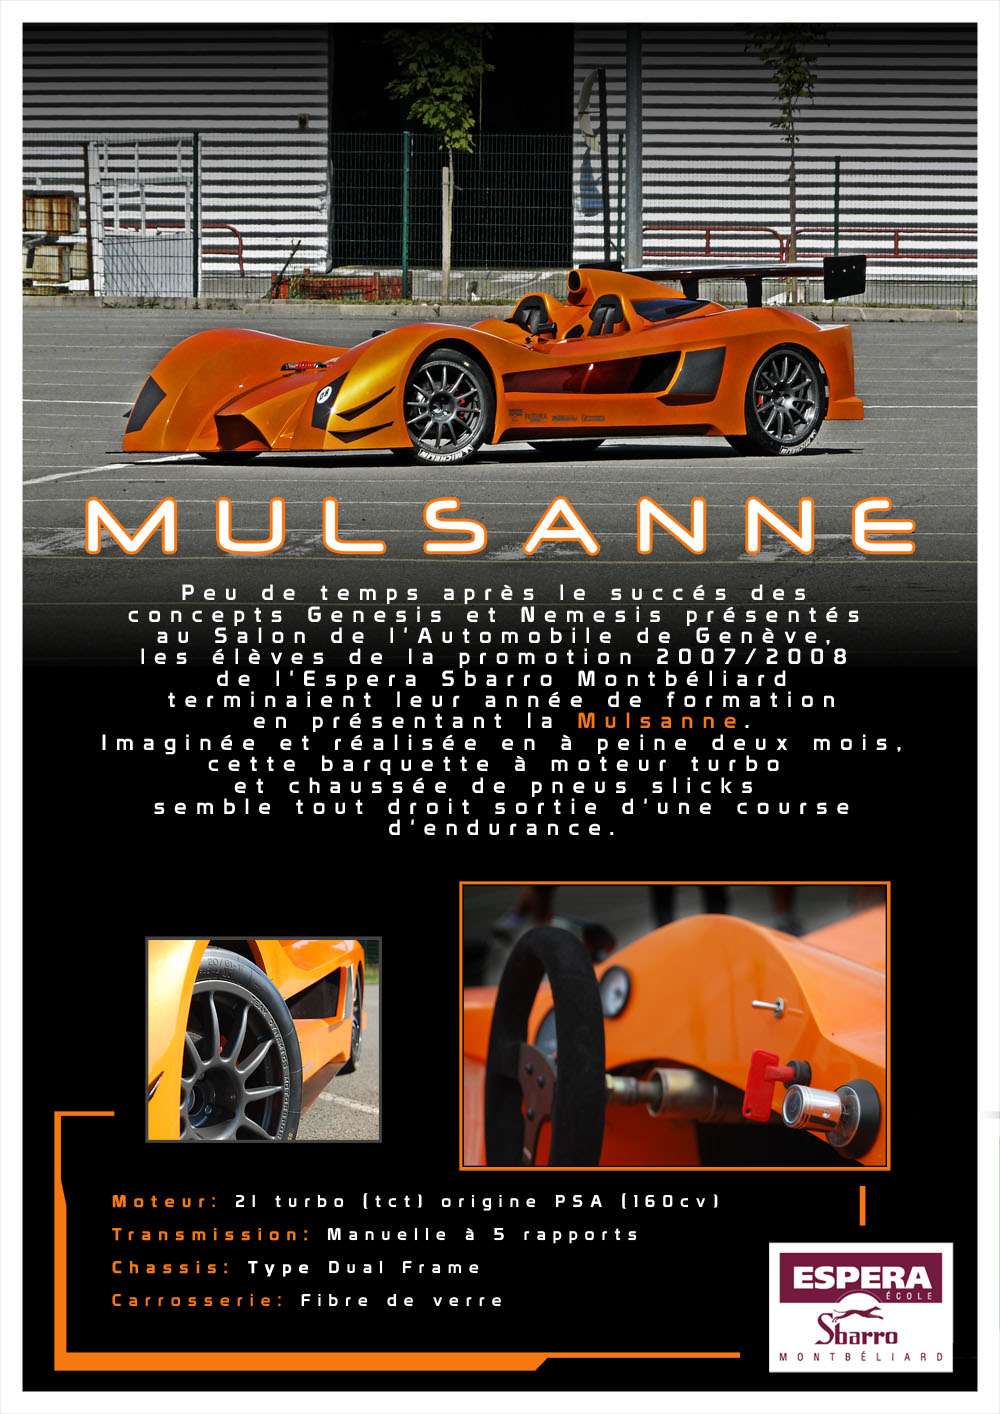 MICHELIN
MICHELIN
MULSANNE
Peu de temps après le succés des
concepts Genesis et Nemesis présentés
au Salon de l'Automobile de Genève,
les élèves de la promotion 2007/2008
de l'Espera Sbarro Montbéliard
terminaient leur année de formation
en présentant la Mulsanne.
Imaginée et réalisée en à peine deux mois,
cette barquette à moteur turbo
et chaussée de pneus slicks
semble tout droit sortie d'une course
d'endurance.
Moteur: 2l turbo (tct) origine PSA (160cv)
Transmission: Manuelle à 5 rapports
Chassis: Type Dual Frame
Carrosserie: Fibre de verre
ESPERA
ÉCOLE
Sbarro
MONTBÉLIARD